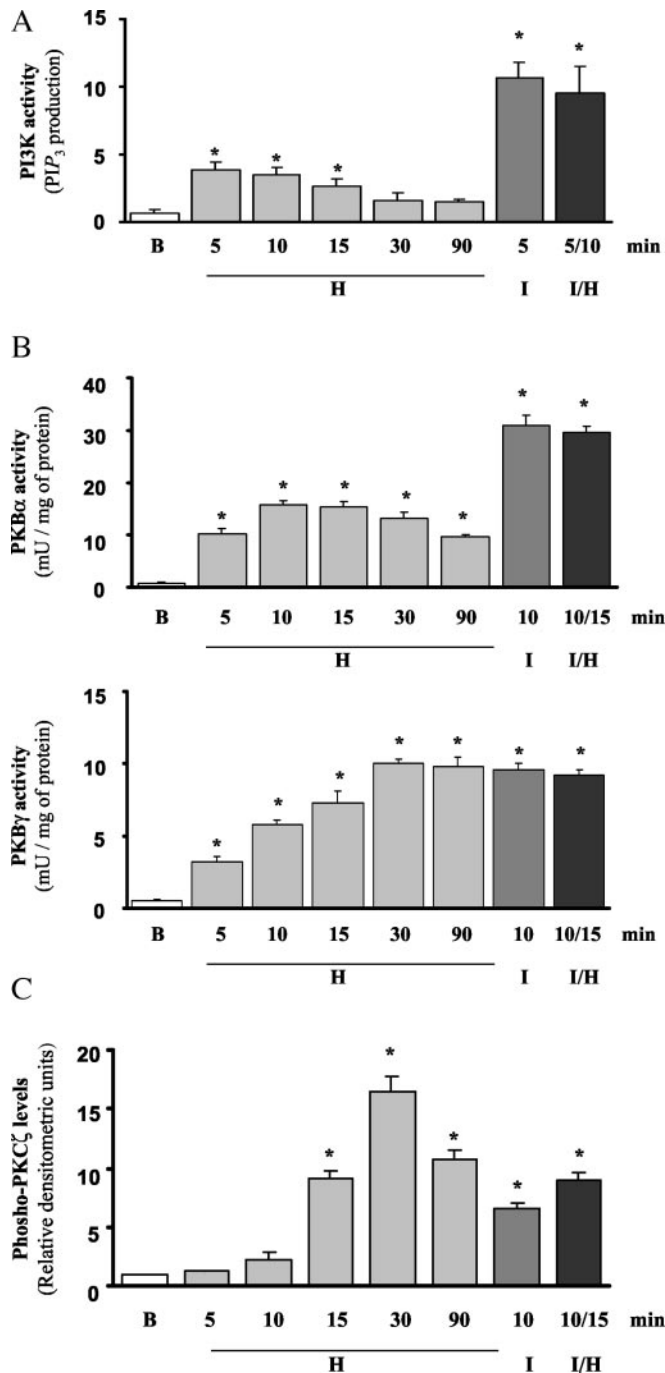 A
PI3K activity
(PIP3 production)
15
10
5
0
* * * * *
B 5 10 15 30 90 5 5/10 min
H I I/H
B
PKBα activity
(mU / mg of protein)
40
30
20
10
0
* * * * * * *
B 5 10 15 30 90 10 10/15 min
H I I/H
PKBγ activity
(mU / mg of protein)
15
10
5
0
* * * * * * *
B 5 10 15 30 90 10 10/15 min
H I I/H
C
Phosho-PKCζ levels
(Relative densitometric units)
20
15
10
5
0
* * * * *
B 5 10 15 30 90 10 10/15 min
H I I/H